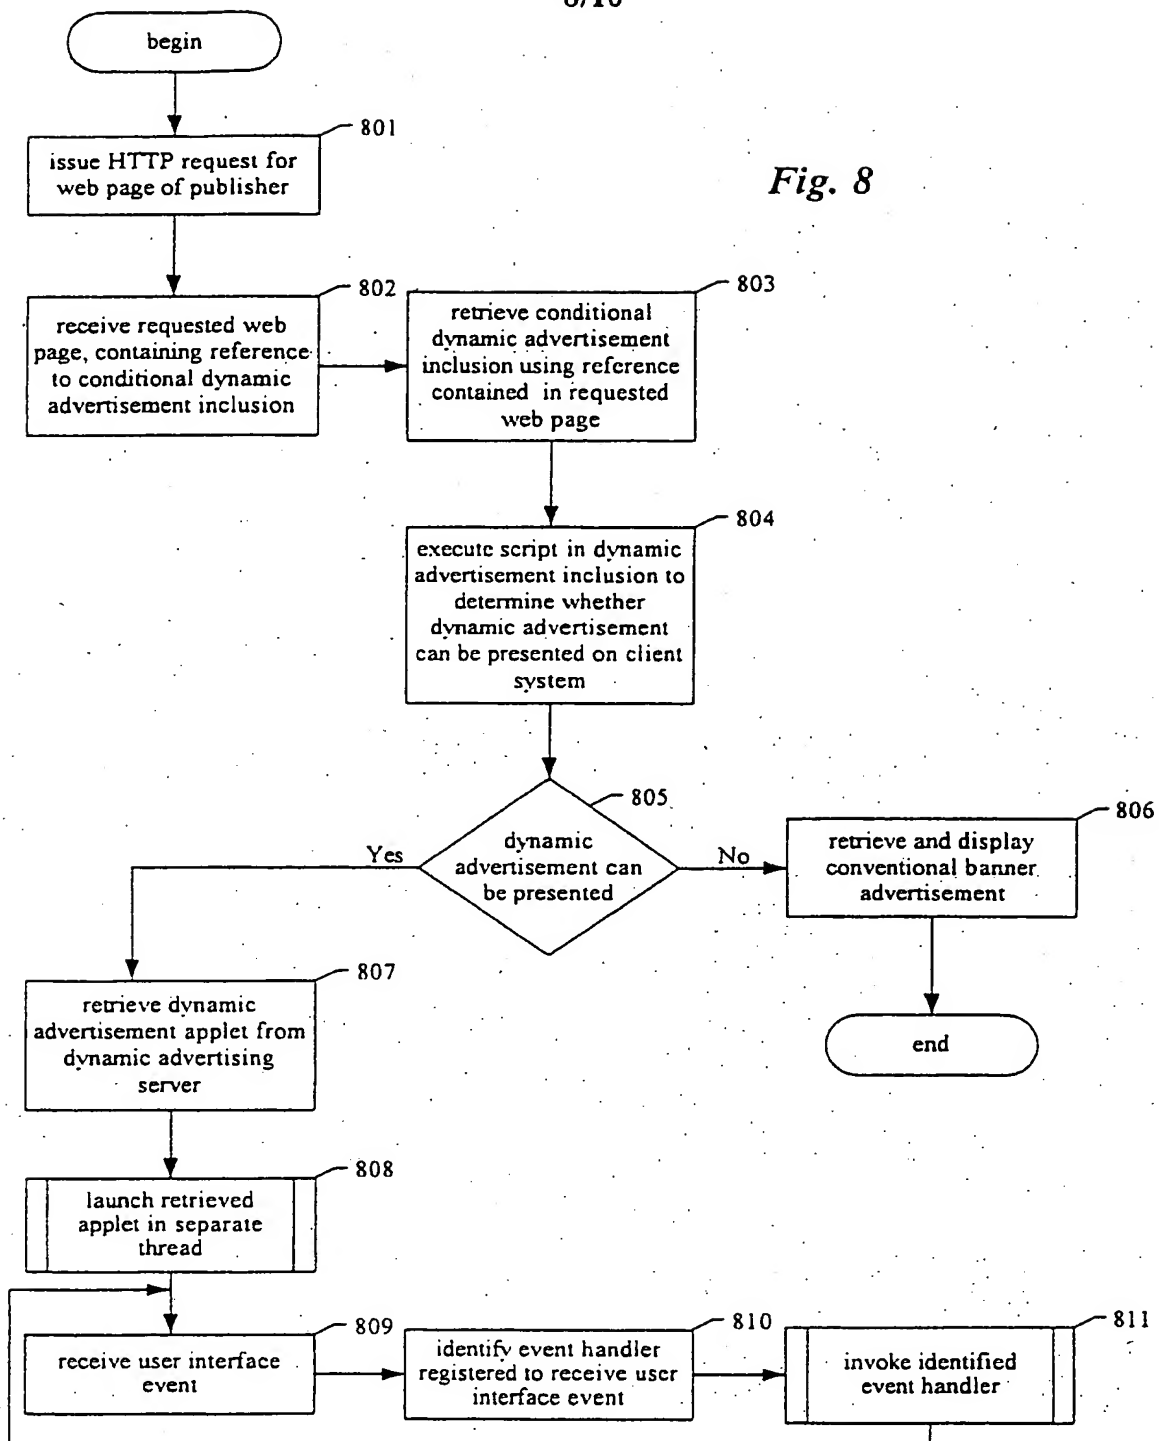 8/10
begin
801
issue HTTP request for
web page of publisher
Fig. 8
802
receive requested web
page, containing reference
to conditional dynamic
advertisement inclusion
803
retrieve conditional
dynamic advertisement
inclusion using reference
contained in requested
web page
804
execute script in dynamic
advertisement inclusion to
determine whether
dynamic advertisement
can be presented on client
system
805
dynamic
advertisement can
be presented
Yes
No
806
retrieve and display
conventional banner
advertisement
end
807
retrieve dynamic
advertisement applet from
dynamic advertising
server
808
launch retrieved
applet in separate
thread
809
receive user interface
event
810
identify event handler
registered to receive user
interface event
811
invoke identified
event handler